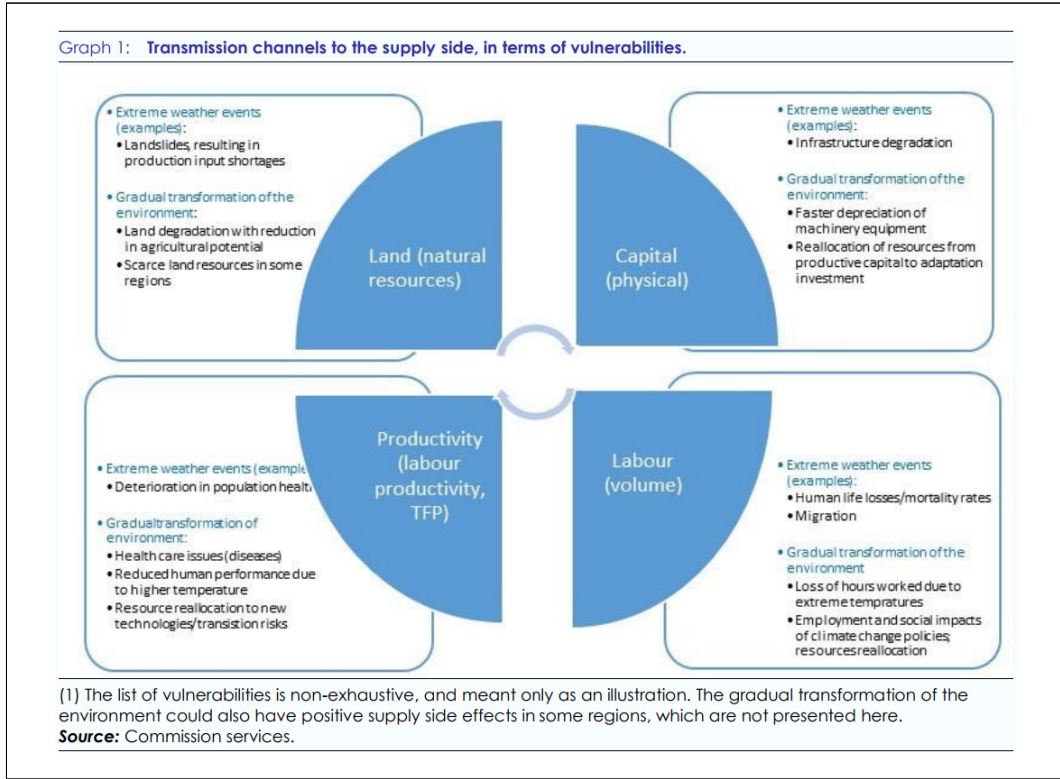 Graph 1: Transmission channels to the supply side, in terms of vulnerabilities.
• Extreme weather events
(examples):
• Landslides, resulting in
production input shortages
• Gradual transformation of the
environment:
• Land degradation with reduction
in agricultural potential
• Scarce land resources in some
regions
Land (natural
resources)
Capital
(physical)
• Extreme weather events
(examples):
• Infrastructure degradation
• Gradual transformation of the
environment:
• Faster depreciation of
machinery equipment
• Reallocation of resources from
productive capital to adaptation
investment
• Extreme weather events (example
• Deterioration in population healt
• Gradualtransformation of
environment:
• Health care issues (diseases)
• Reduced human performance due
to higher temperature
• Resource reallocation to new
technologies/transistion risks
Productivity
(labour
productivity,
TFP)
Labour
(volume)
• Extreme weather events
(examples):
• Human life losses/mortality rates
• Migration
• Gradual transformation of the
environment
• Loss of hours worked due to
extreme tempratures
• Employment and social impacts
of climate change policies;
resourcesreallocation
(1) The list of vulnerabilities is non-exhaustive, and meant only as an illustration. The gradual transformation of the
environment could also have positive supply side effects in some regions, which are not presented here.
Source: Commission services.